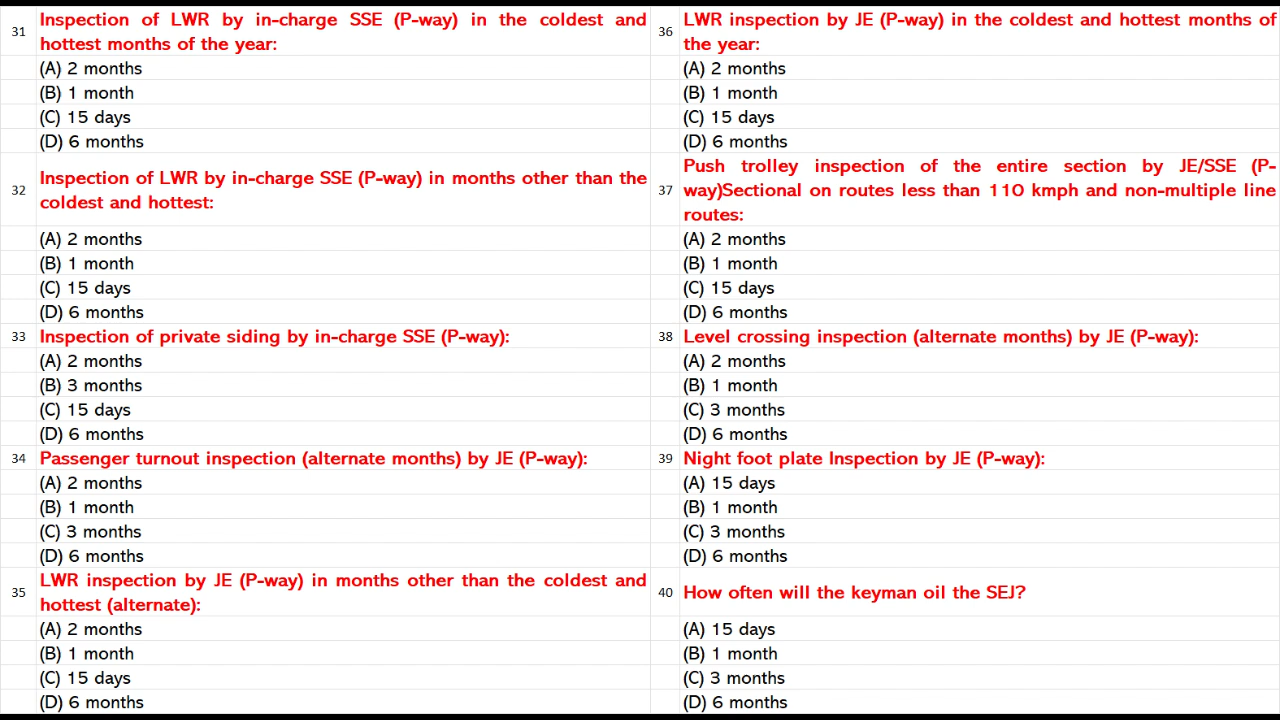 31
Inspection of LWR by in-charge SSE (P-way) in the coldest and
hottest months of the year:
(A) 2 months
(B) 1 month
(C) 15 days
(D) 6 months
32
Inspection of LWR by in-charge SSE (P-way) in months other than the
coldest and hottest:
(A) 2 months
(B) 1 month
(C) 15 days
(D) 6 months
33
Inspection of private siding by in-charge SSE (P-way):
(A) 2 months
(B) 3 months
(C) 15 days
(D) 6 months
34
Passenger turnout inspection (alternate months) by JE (P-way):
(A) 2 months
(B) 1 month
(C) 3 months
(D) 6 months
35
LWR inspection by JE (P-way) in months other than the coldest and
hottest (alternate):
(A) 2 months
(B) 1 month
(C) 15 days
(D) 6 months
36
LWR inspection by JE (P-way) in the coldest and hottest months of
the year:
(A) 2 months
(B) 1 month
(C) 15 days
(D) 6 months
37
Push trolley inspection of the entire section by JE/SSE (P-
way)Sectional on routes less than 110 kmph and non-multiple line
routes:
(A) 2 months
(B) 1 month
(C) 15 days
(D) 6 months
38
Level crossing inspection (alternate months) by JE (P-way):
(A) 2 months
(B) 1 month
(C) 3 months
(D) 6 months
39
Night foot plate Inspection by JE (P-way):
(A) 15 days
(B) 1 month
(C) 3 months
(D) 6 months
40
How often will the keyman oil the SEJ?
(A) 15 days
(B) 1 month
(C) 3 months
(D) 6 months